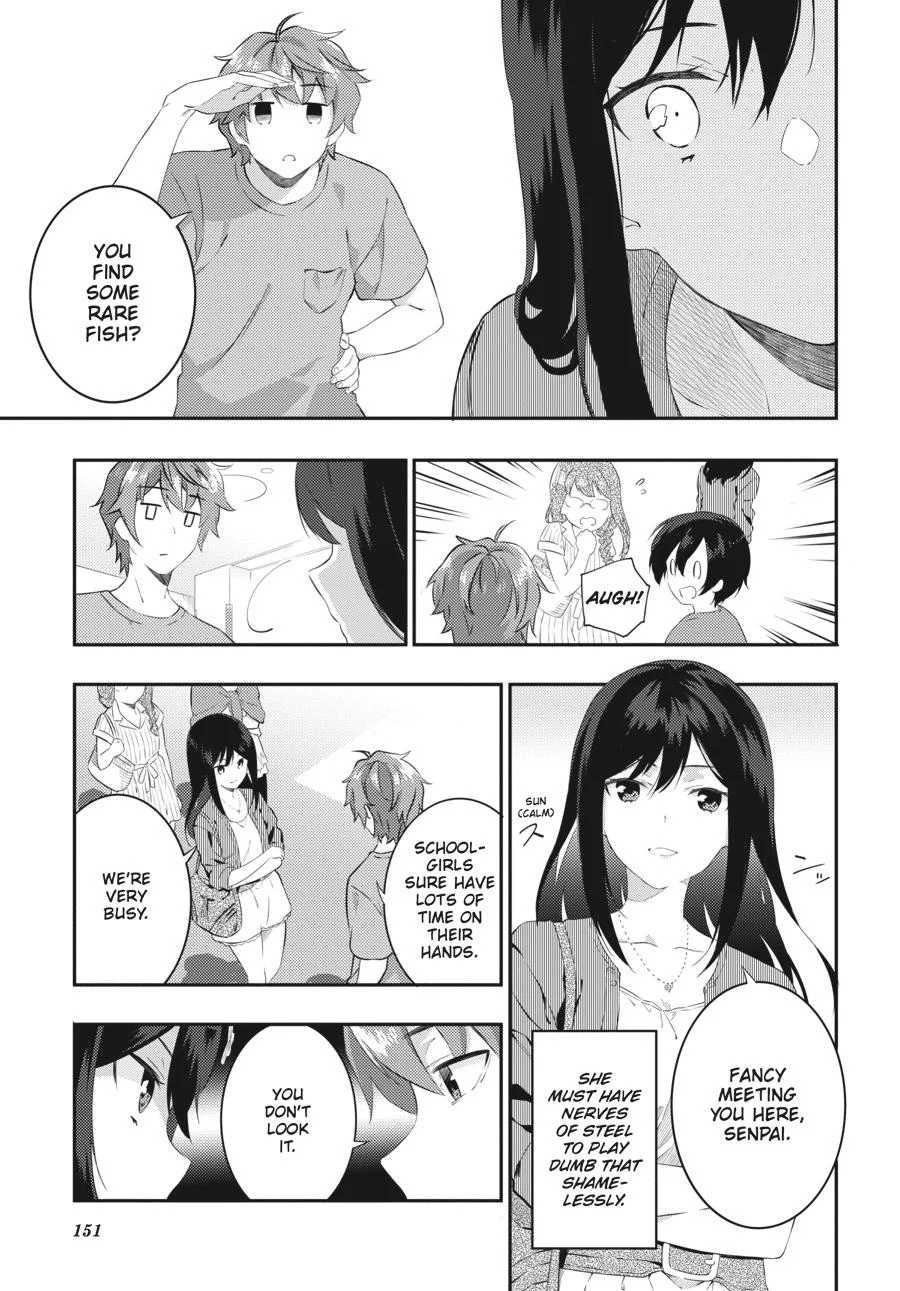 YOU
FIND
SOME
RARE
FISH?
AUGH!
FANCY
MEETING
YOU HERE,
SENPAI.
SUN
(CALM)
ス
SHE
MUST HAVE
NERVES
OF STEEL
TO PLAY
DUMB THAT
SHAME-
LESSLY.
SCHOOL-
GIRLS
SURE HAVE
LOTS OF
TIME ON
THEIR
HANDS.
WE'RE
VERY
BUSY.
YOU
DON'T
LOOK
IT.
151